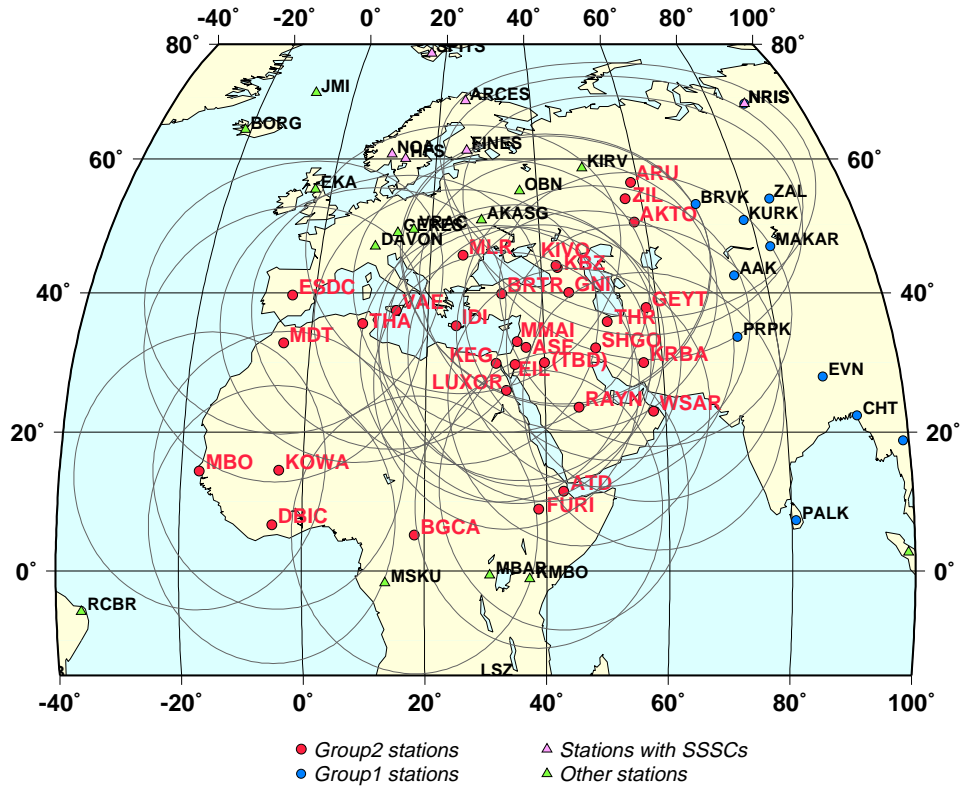 -40° -20° 0° 20° 40° 60° 80° 100°
80° 80°
SPITS
JMI ARCES NRIS
BORG
NOA HFS FINES
60° KIRV 60°
EKA OBN ARU BRVK ZAL
ZIL
AKTO KURK
GERES VRAC AKASG
DAVON MLR KIVO KBZ MAKAR
AAK
ESDC VAE BRTR GNI GEYT
40° 40°
THA IDI THR
MDT MMAI SHGO PRPK
KEG ASF (TBD) KRBA
EIL EVN
LUXOR RAYN WSAR CHT
20° 20°
MBO KOWA ATD
DBIC FURI PALK
BGCA
0° MSKU MBAR KMBO 0°
RCBR
LSZ
-40 -20 0° 20° 40° 60° 80° 100
Group2 stations Stations with SSSCs
Group1 stations Other stations